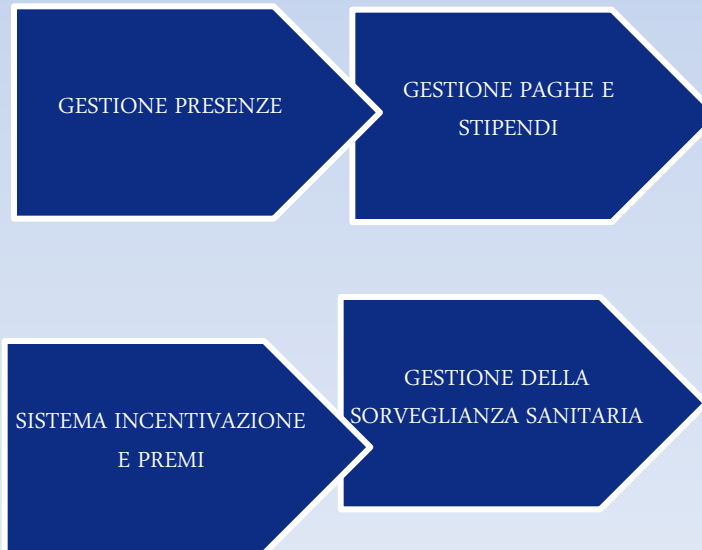 GESTIONE PRESENZE
GESTIONE PAGHE E
STIPENDI
SISTEMA INCENTIVAZIONE
E PREMI
GESTIONE DELLA
SORVEGLIANZA SANITARIA